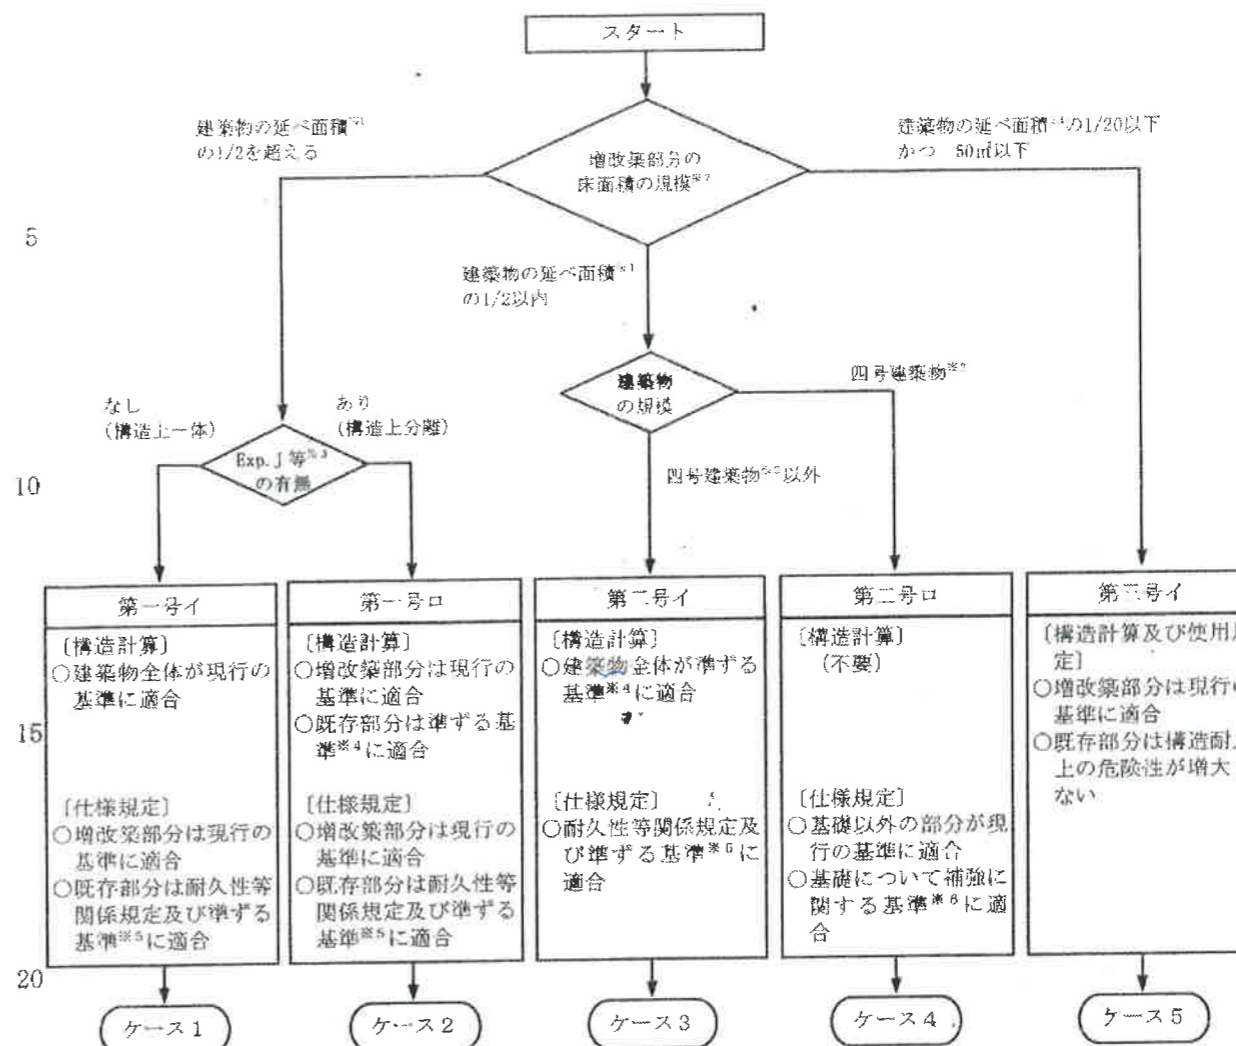 スタート
建築物の延べ面積※1
の1/2を超える
増改築部分の
床面積の規模※7
建築物の延べ面積※1の1/20以下
かつ 50㎡以下
5
建築物の延べ面積※1
の1/2以内
建築物
の規模
四号建築物※2
なし
(構造上一体)
あり
(構造上分離)
Exp.J等※3
の有無
四号建築物※2以外
10
第一号イ
〔構造計算〕
○建築物全体が現行の
基準に適合
〔仕様規定〕
○増改築部分は現行の
基準に適合
○既存部分は耐久性等
関係規定及び準ずる
基準※5に適合
第一号ロ
〔構造計算〕
○増改築部分は現行の
基準に適合
○既存部分は準ずる基
準※4に適合
〔仕様規定〕
○増改築部分は現行の
基準に適合
○既存部分は耐久性等
関係規定及び準ずる
基準※5に適合
第二号イ
〔構造計算〕
○建築物全体が準ずる
基準※4に適合
〔仕様規定〕
○耐久性等関係規定及
び準ずる基準※5に
適合
第二号ロ
〔構造計算〕
(不要)
〔仕様規定〕
○基礎以外の部分が現
行の基準に適合
○基礎について補強に
関する基準※6に適
合
第三号イ
〔構造計算及び使用
定〕
○増改築部分は現行
基準に適合
○既存部分は構造耐
上の危険性が増大
ない
15
20
ケース1
ケース2
ケース3
ケース4
ケース5